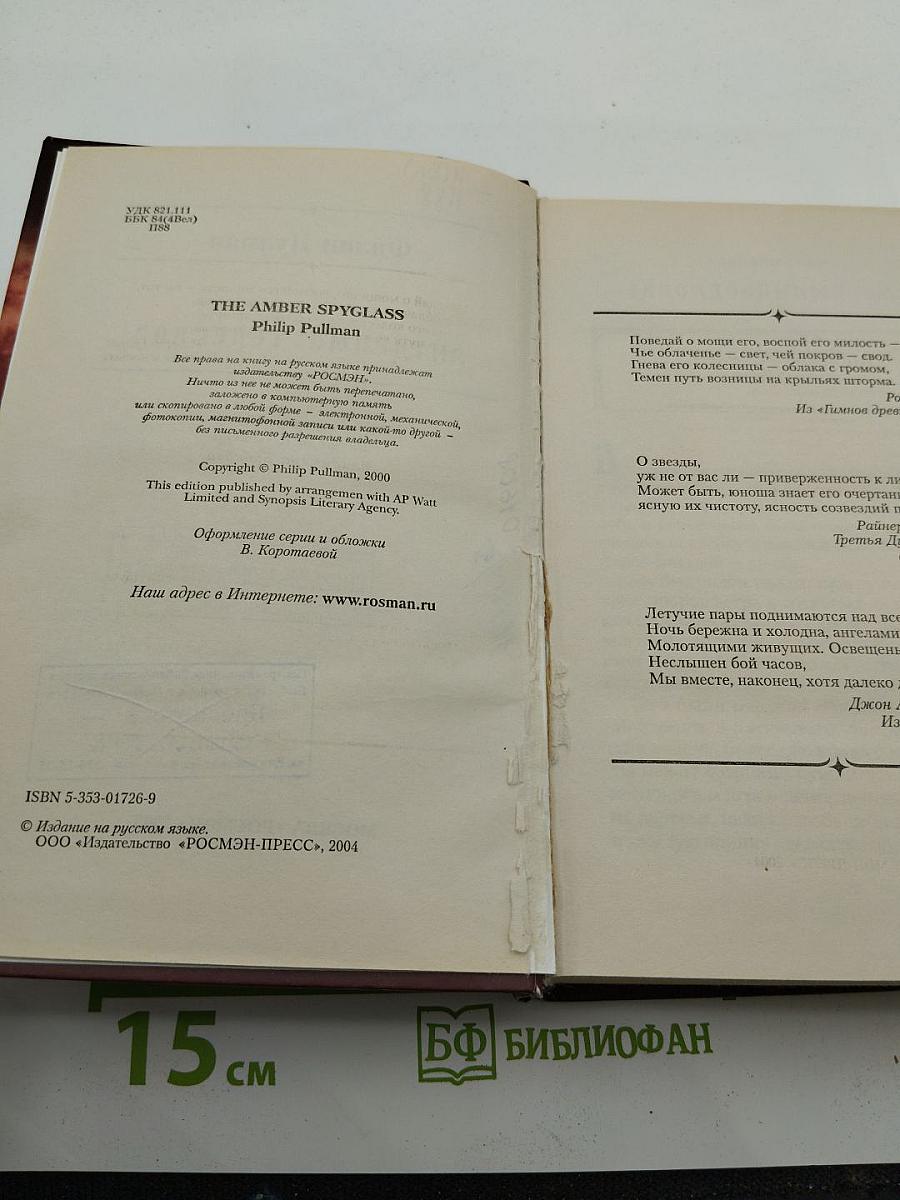 УДК 821.111
ББК 84(4Вел)
П88
THE AMBER SPYGLASS
Philip Pullman
Все права на книгу на русском языке принадлежат
издательству «РОСМЭН».
Ничто из нее не может быть перепечатано,
заложено в компьютерную память
или скопировано в любой форме – электронной, механической,
фотокопии, магнитофонной записи или какой-то другой –
без письменного разрешения владельца.
Copyright © Philip Pullman, 2000
This edition published by arrangemen with AP Watt
Limited and Synopsis Literary Agency.
Оформление серии и обложки
В. Коротаевой
Наш адрес в Интернете: www.rosman.ru
ISBN 5-353-01726-9
© Издание на русском языке.
ООО «Издательство «РОСМЭН-ПРЕСС», 2004
Поведай о мощи его, воспой его милость —
Чье облаченье — свет, чей покров — свод.
Гнева его колесницы — облака с громом,
Темен путь возницы на крыльях шторма.
Ро
Из «Гимнов древ
О звезды,
уж не от вас ли — приверженность к ли
Может быть, юноша знает его очертан
ясную их чистоту, ясность созвездий п
Райнер
Третья Ду
Летучие пары поднимаются над все
Ночь бережна и холодна, ангелами
Молотящими живущих. Освещены
Неслышен бой часов,
Мы вместе, наконец, хотя далеко д
Джон А
Из
15 см
БФ БИБЛИОФАН